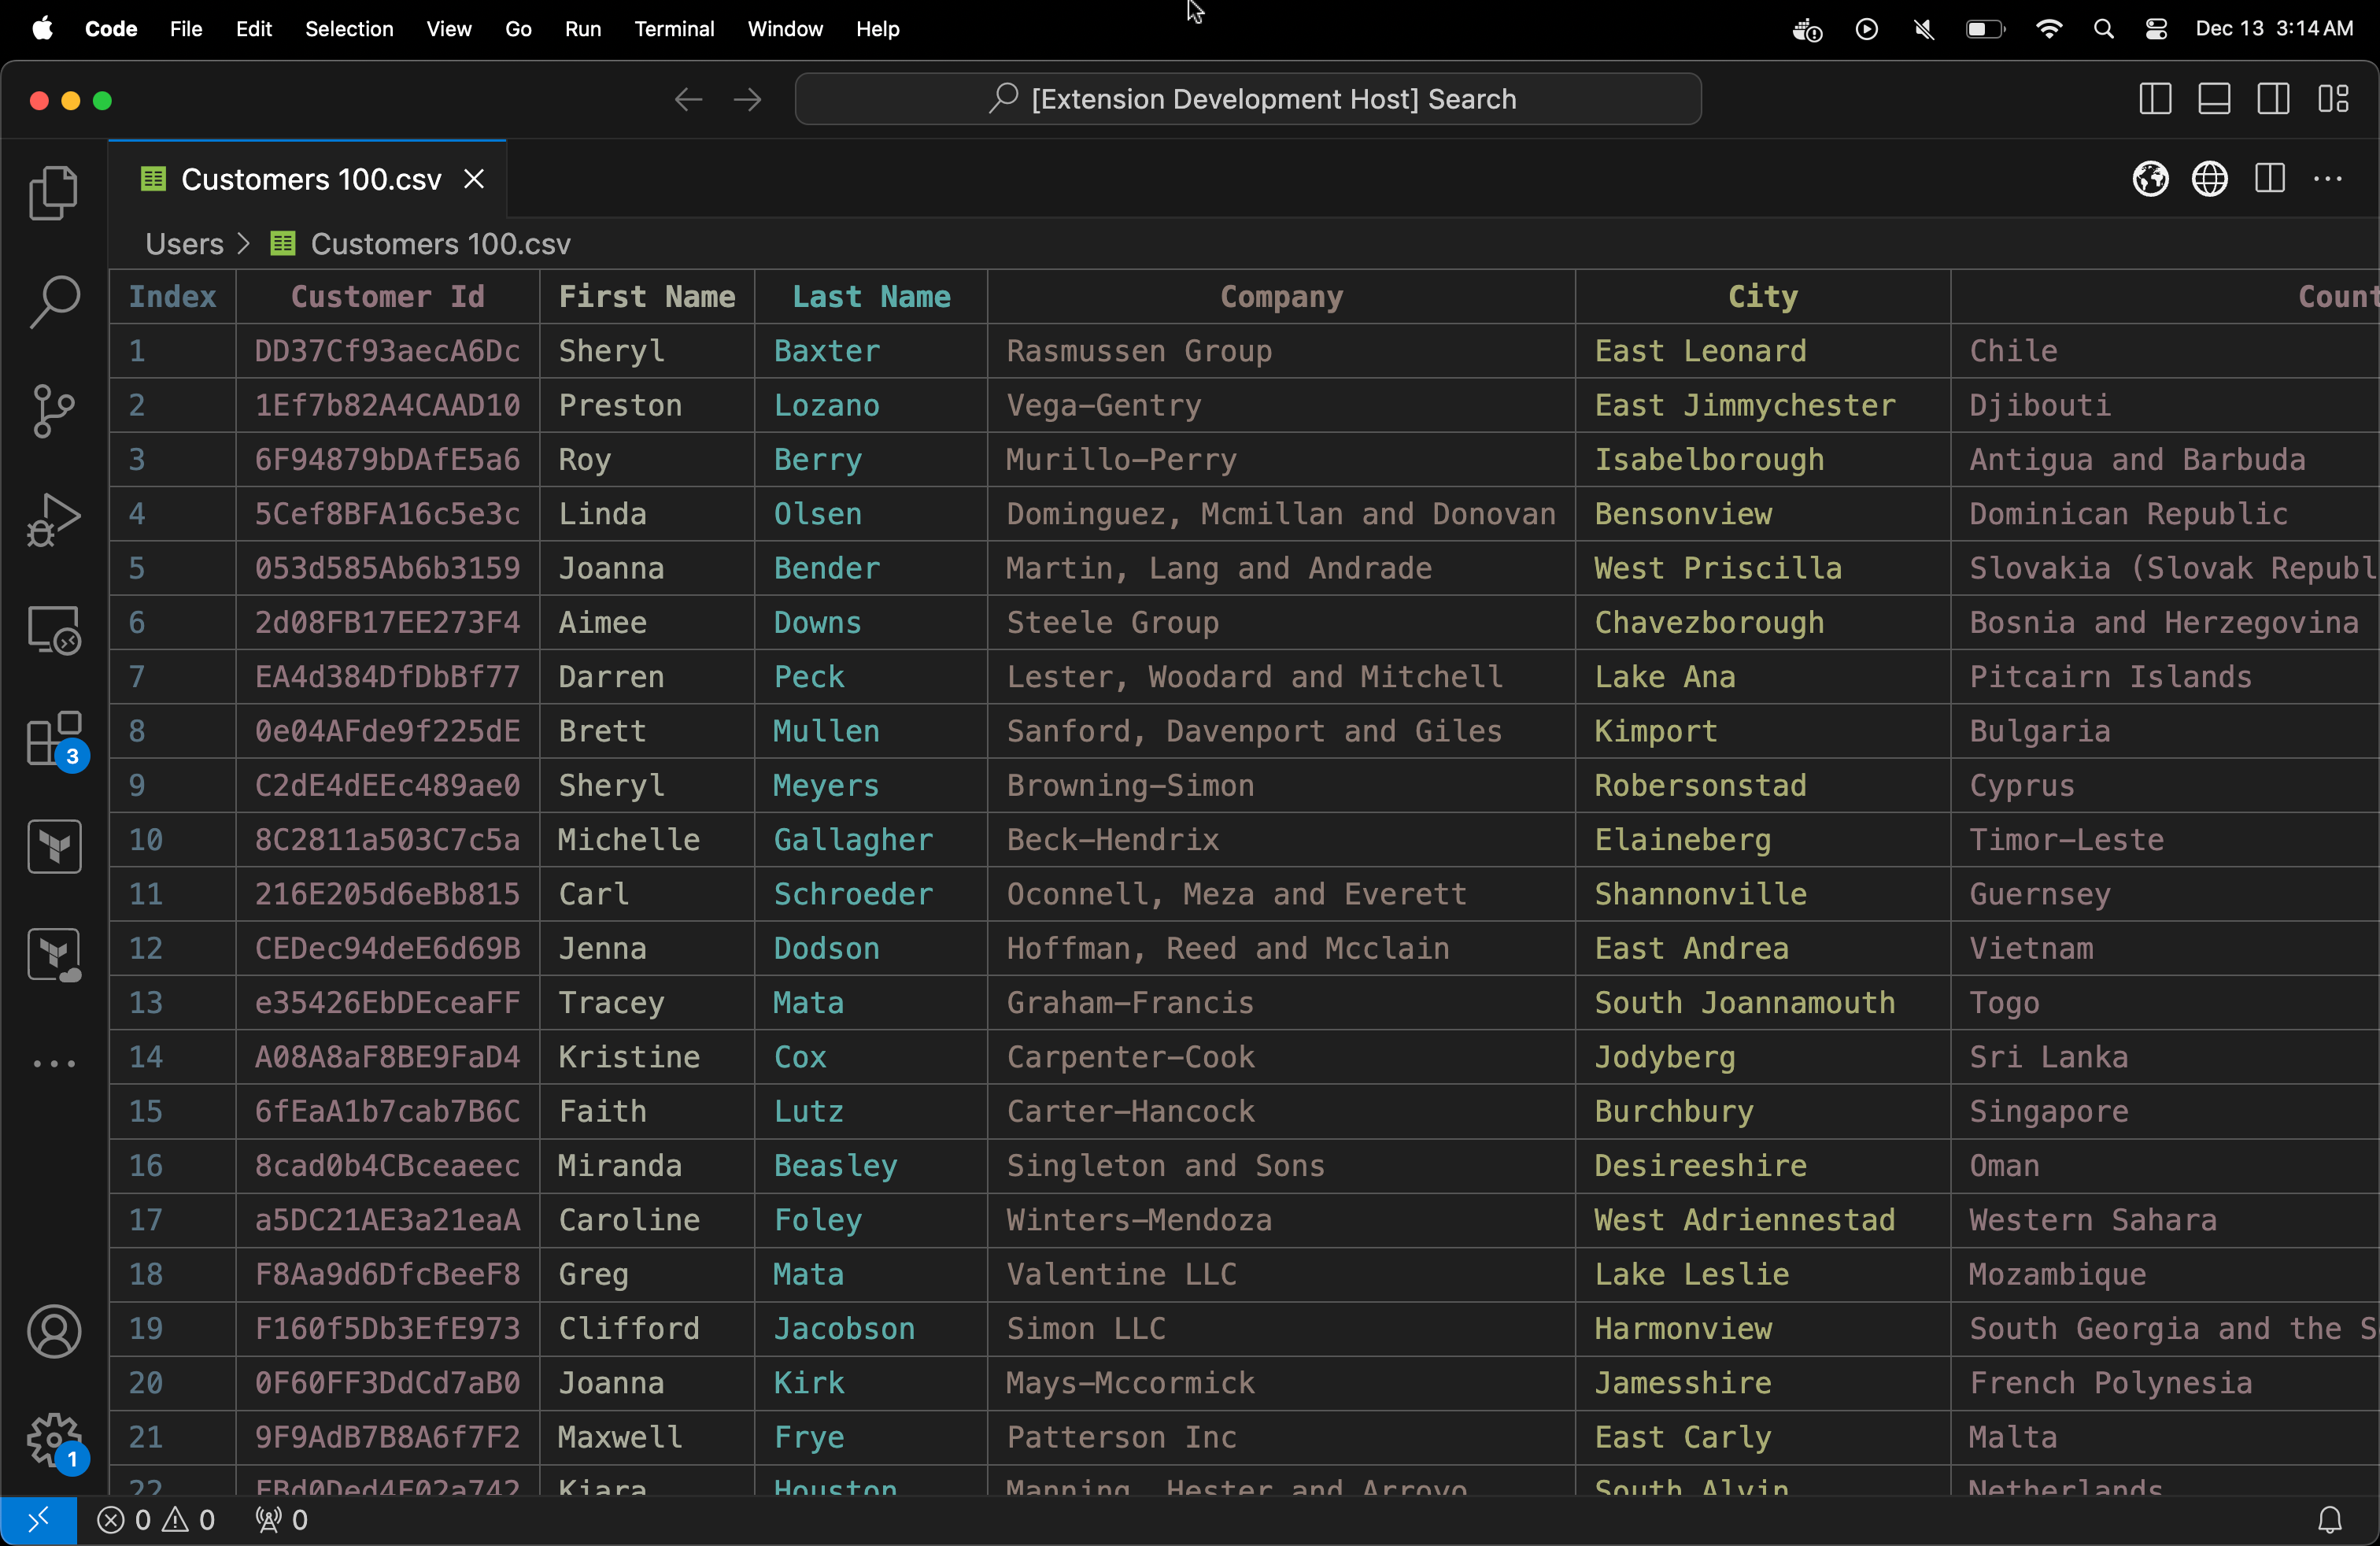 Code File Edit Selection View Go Run Terminal Window Help Dec 13 3:14 AM
[Extension Development Host] Search
Customers 100.csv
Users > Customers 100.csv
Index Customer Id First Name Last Name Company City Count
1 DD37Cf93aecA6Dc Sheryl Baxter Rasmussen Group East Leonard Chile
2 1Ef7b82A4CAAD10 Preston Lozano Vega-Gentry East Jimmychester Djibouti
3 6F94879bDAfE5a6 Roy Berry Murillo-Perry Isabelborough Antigua and Barbuda
4 5Cef8BFA16c5e3c Linda Olsen Dominguez, Mcmillan and Donovan Bensonview Dominican Republic
5 053d585Ab6b3159 Joanna Bender Martin, Lang and Andrade West Priscilla Slovakia (Slovak Republ
6 2d08FB17EE273F4 Aimee Downs Steele Group Chavezborough Bosnia and Herzegovina
7 EA4d384DfDbBf77 Darren Peck Lester, Woodard and Mitchell Lake Ana Pitcairn Islands
8 0e04AFde9f225dE Brett Mullen Sanford, Davenport and Giles Kimport Bulgaria
9 C2dE4dEEc489ae0 Sheryl Meyers Browning-Simon Robersonstad Cyprus
10 8C2811a503C7c5a Michelle Gallagher Beck-Hendrix Elaineberg Timor-Leste
11 216E205d6eBb815 Carl Schroeder Oconnell, Meza and Everett Shannonville Guernsey
12 CEDec94deE6d69B Jenna Dodson Hoffman, Reed and Mcclain East Andrea Vietnam
13 e35426EbDEceaFF Tracey Mata Graham-Francis South Joannamouth Togo
14 A08A8aF8BE9FaD4 Kristine Cox Carpenter-Cook Jodyberg Sri Lanka
15 6fEaA1b7cab7B6C Faith Lutz Carter-Hancock Burchbury Singapore
16 8cad0b4CBceaeec Miranda Beasley Singleton and Sons Desireeshire Oman
17 a5DC21AE3a21eaA Caroline Foley Winters-Mendoza West Adriennestad Western Sahara
18 F8Aa9d6DfcBeeF8 Greg Mata Valentine LLC Lake Leslie Mozambique
19 F160f5Db3EfE973 Clifford Jacobson Simon LLC Harmonview South Georgia and the S
20 0F60FF3DdCd7aB0 Joanna Kirk Mays-Mccormick Jamesshire French Polynesia
21 9F9AdB7B8A6f7F2 Maxwell Frye Patterson Inc East Carly Malta
22 FBd0Ded4F02a742 Kiara Houston Manning, Hester and Arroyo South Alvin Netherlands
3
1
0 0 0